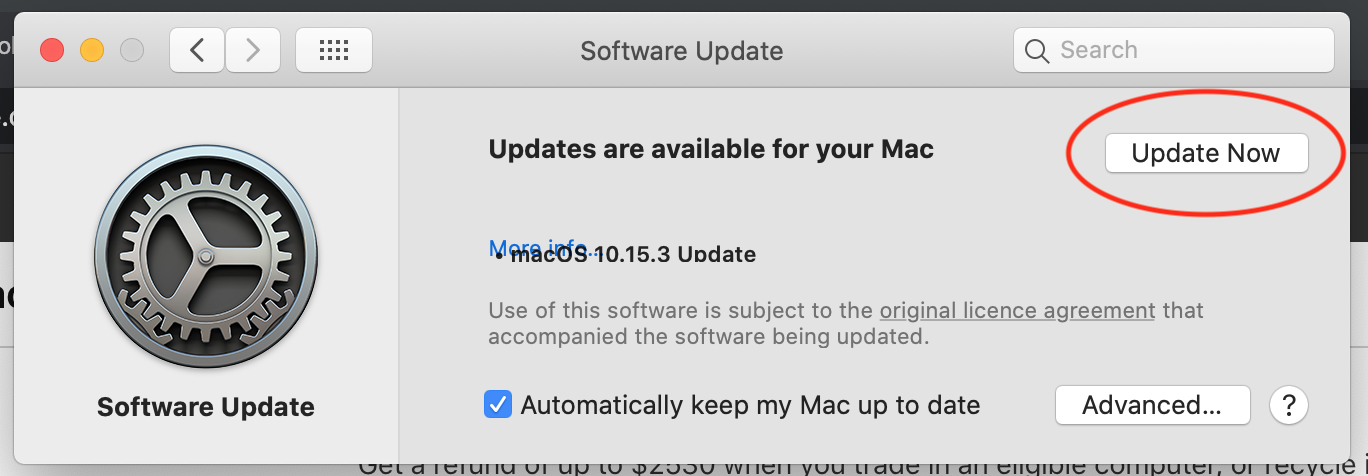 Software Update
Search
Updates are available for your Mac
Update Now
More info...
• macOS 10.15.3 Update
Use of this software is subject to the original licence agreement that
accompanied the software being updated.
Software Update
Automatically keep my Mac up to date
Advanced...
?
Get a refund of up to $2530 when you trade in an eligible computer, or recycle